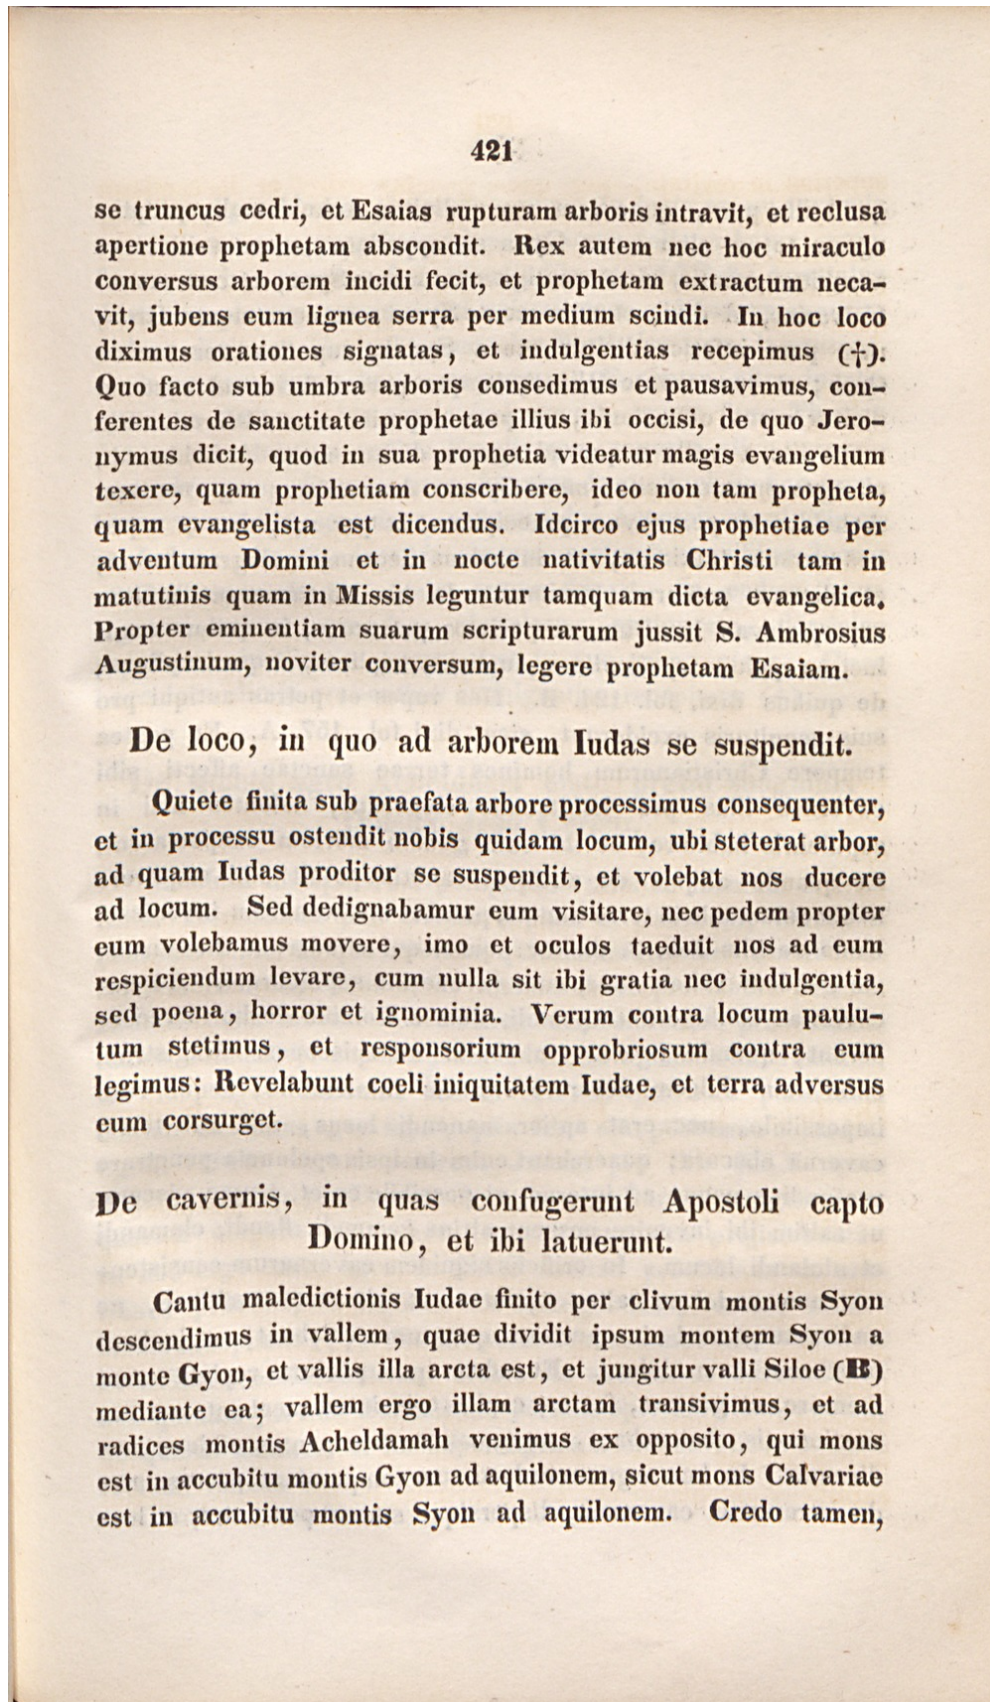 421
se truncus cedri, et Esaias rupturam arboris intravit, et reclusa
apertione prophetam abscondit. Rex autem nec hoc miraculo
conversus arborem incidi fecit, et prophetam extractum neca-
vit, jubens eum lignea serra per medium scindi. In hoc loco
diximus orationes signatas, et indulgentias recepimus (†).
Quo facto sub umbra arboris consedimus et pausavimus, con-
ferentes de sanctitate prophetae illius ibi occisi, de quo Jero-
nymus dicit, quod in sua prophetia videatur magis evangelium
texere, quam prophetiam conscribere, ideo non tam propheta,
quam evangelista est dicendus. Idcirco ejus prophetiae per
adventum Domini et in nocte nativitatis Christi tam in
matutinis quam in Missis leguntur tamquam dicta evangelica.
Propter eminentiam suarum scripturarum jussit S. Ambrosius
Augustinum, noviter conversum, legere prophetam Esaiam.
De loco, in quo ad arborem Iudas se suspendit.
Quiete finita sub praefata arbore processimus consequenter,
et in processu ostendit nobis quidam locum, ubi steterat arbor,
ad quam Iudas proditor se suspendit, et volebat nos ducere
ad locum. Sed dedignabamur eum visitare, nec pedem propter
eum volebamus movere, imo et oculos taeduit nos ad eum
respiciendum levare, cum nulla sit ibi gratia nec indulgentia,
sed poena, horror et ignominia. Verum contra locum paulu-
tum stetimus, et responsorium opprobriosum contra eum
legimus: Revelabunt coeli iniquitatem Iudae, et terra adversus
eum corsurget.
De cavernis, in quas confugerunt Apostoli capto
Domino, et ibi latuerunt.
Cantu maledictionis Iudae finito per clivum montis Syon
descendimus in vallem, quae dividit ipsum montem Syon a
monte Gyon, et vallis illa arcta est, et jungitur valli Siloe (B)
mediante ea; vallem ergo illam arctam transivimus, et ad
radices montis Acheldamah venimus ex opposito, qui mons
est in accubitu montis Gyon ad aquilonem, sicut mons Calvariae
est in accubitu montis Syon ad aquilonem. Credo tamen,